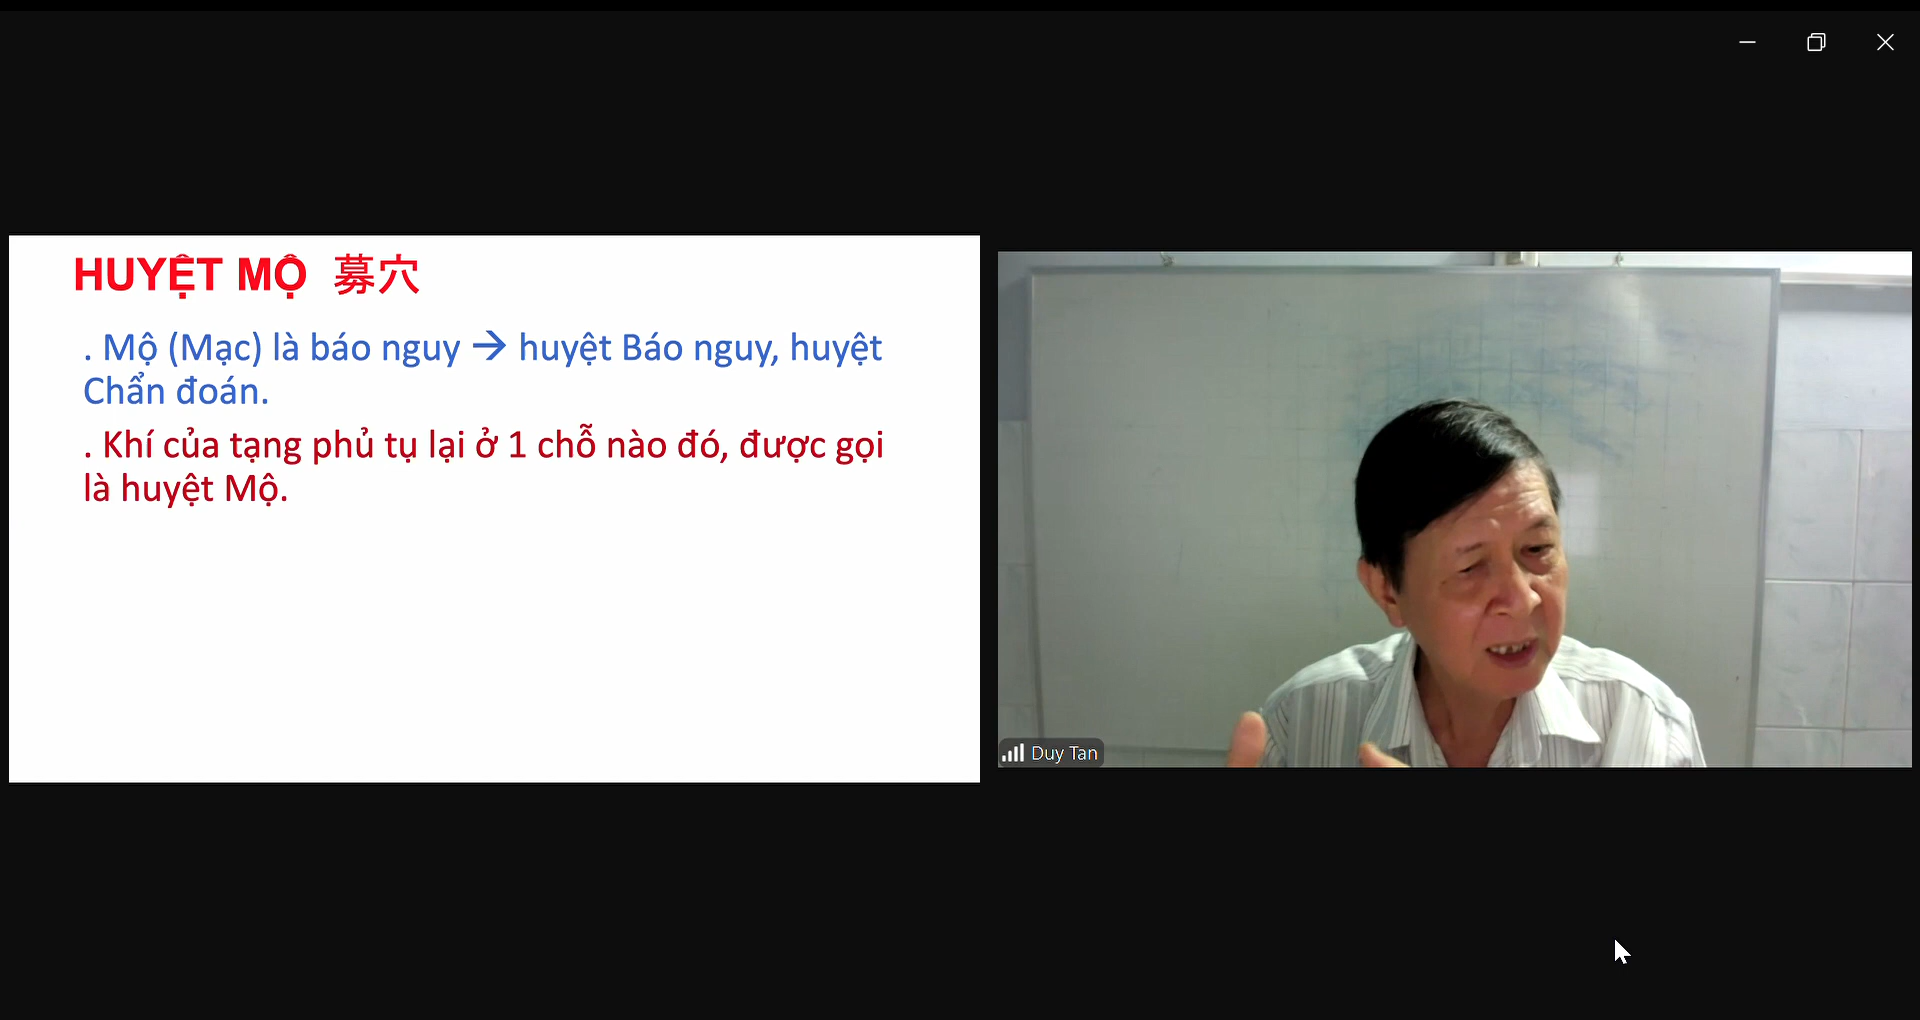 HUYỆT MỘ 募穴
. Mộ (Mạc) là báo nguy → huyệt Báo nguy, huyệt
Chẩn đoán.
. Khí của tạng phủ tụ lại ở 1 chỗ nào đó, được gọi
là huyệt Mộ.
Duy Tan